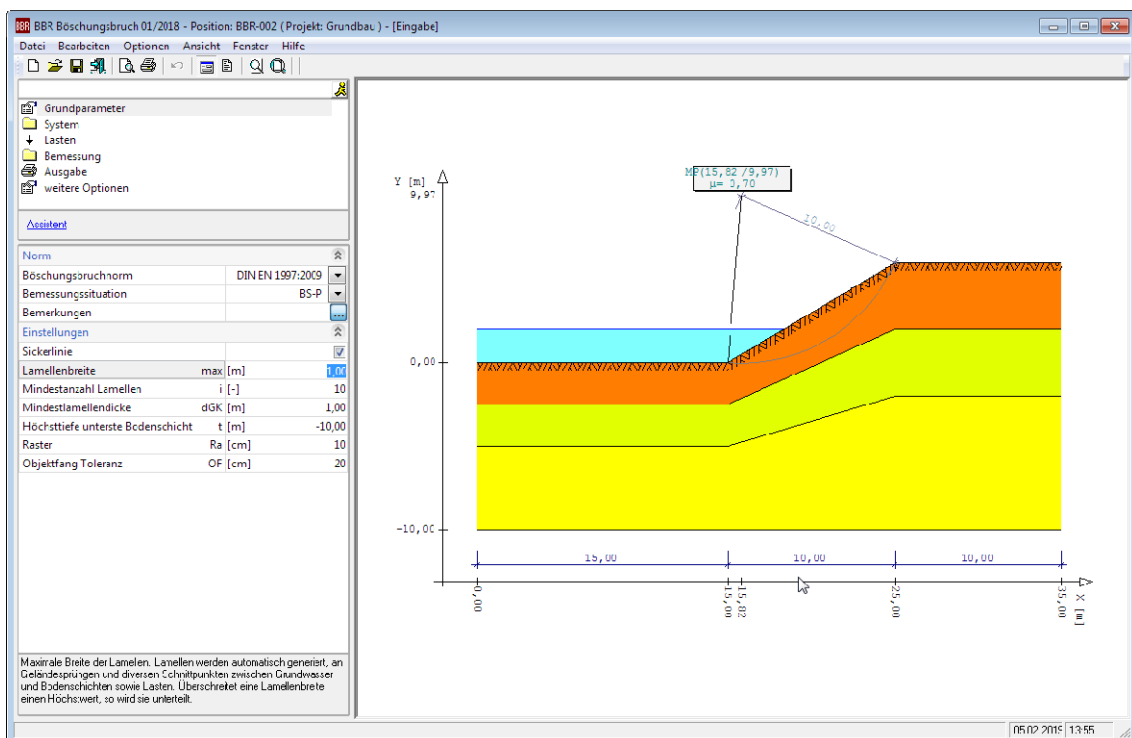 BBR BBR Böschungsbruch 01/2018 - Position: BBR-002 ( Projekt: Grundbau ) - [Eingabe]
Datei Bearbeiten Optionen Ansicht Fenster Hilfe
Grundparameter
System
Lasten
Bemessung
Ausgabe
weitere Optionen
Assistent
Norm
Böschungsbruchnorm DIN EN 1997:2009
Bemessungssituation BS-P
Bemerkungen ...
Einstellungen
Sickerlinie
Lamellenbreite max [m] 1,00
Mindestanzahl Lamellen i [-] 10
Mindestlamellendicke dGK [m] 1,00
Höchsttiefe unterste Bodenschicht t [m] -10,00
Raster Ra [cm] 10
Objektfang Toleranz OF [cm] 20
Maximale Breite der Lamelen. Lamellen werden automatisch generiert, an
Geländesprüngen und diversen Schnittpunkten zwischen Grundwasser
und Bodenschichten sowie Lasten. Überschreitet eine Lamellenbrete
einen Höchstwert, so wird sie unterteilt.
MP(15,82 /9,97)
μ= 0,70
Y [m]
9,97
10,00
0,00
-10,00
15,00 10,00 10,00
0,00 15,00 15,82 25,00 35,00 X [m]
05.02.2019 13:55